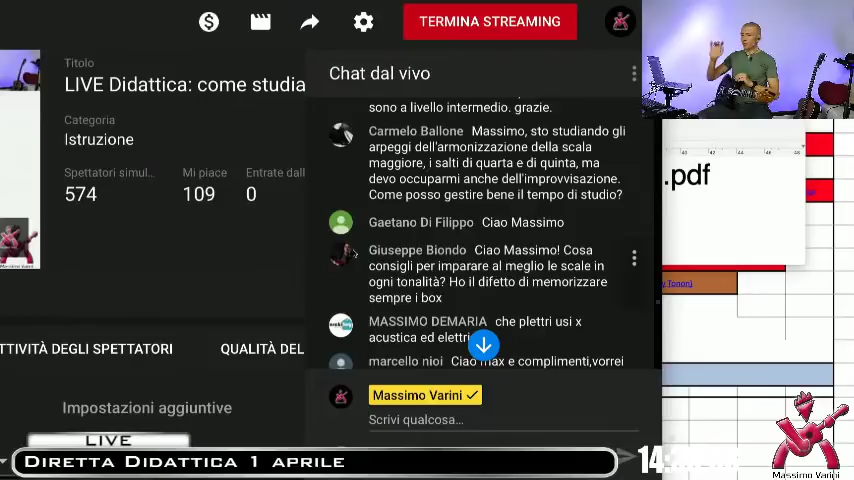 TERMINA STREAMING
Titolo
LIVE Didattica: come studia
Categoria
Istruzione
Spettatori simul...
Mi piace
Entrate dall
574
109
0
TTIVITÀ DEGLI SPETTATORI
QUALITÀ DEL
Impostazioni aggiuntive
LIVE
Chat dal vivo
sono a livello intermedio. grazie.
Carmelo Ballone Massimo, sto studiando gli
arpeggi dell'armonizzazione della scala
maggiore, i salti di quarta e di quinta, ma
devo occuparmi anche dell'improvvisazione.
Come posso gestire bene il tempo di studio?
Gaetano Di Filippo Ciao Massimo
Giuseppe Biondo Ciao Massimo! Cosa
consigli per imparare al meglio le scale in
ogni tonalità? Ho il difetto di memorizzare
sempre i box
MASSIMO DEMARIA che plettri usi x
acustica ed elettri
marcello nioi Ciao max e complimenti,vorrei
Massimo Varini
Scrivi qualcosa...
.pdf
y Tonon)
DIRETTA DIDATTICA 1 APRILE
Massimo Varini
Massimo Varini